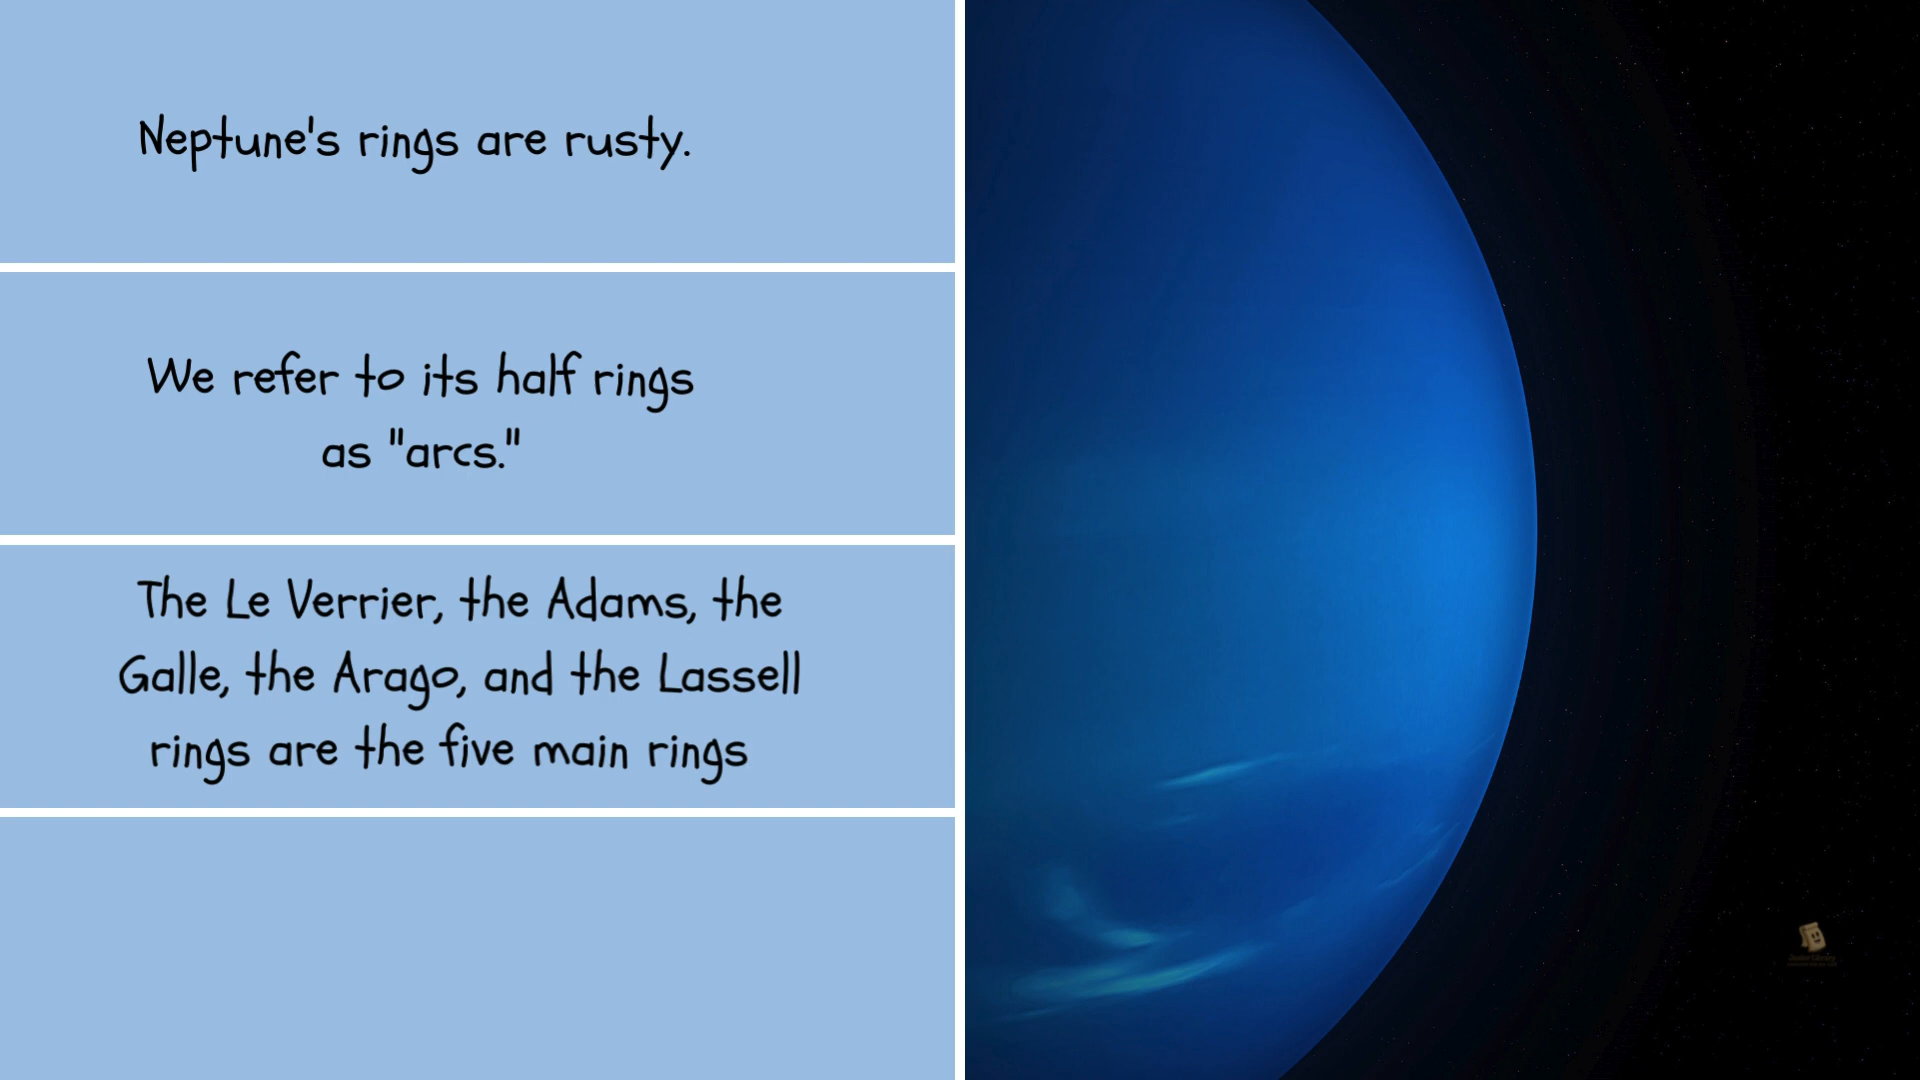 Neptune's rings are rusty.
We refer to its half rings
as "arcs."
The Le Verrier, the Adams, the
Galle, the Arago, and the Lassell
rings are the five main rings